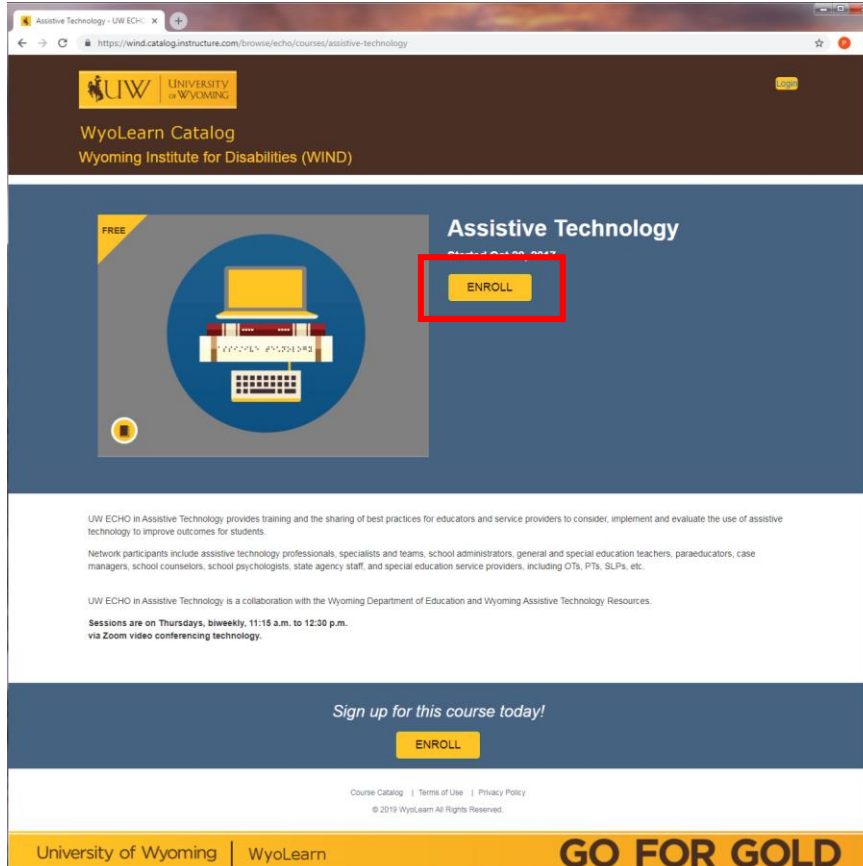 Assistive Technology - UW ECHO
https://wind.catalog.instructure.com/browse/echo/courses/assistive-technology
P
UW UNIVERSITY OF WYOMING
Login
WyoLearn Catalog
Wyoming Institute for Disabilities (WIND)
FREE
Assistive Technology
Started Oct 20, 2017
ENROLL
UW ECHO in Assistive Technology provides training and the sharing of best practices for educators and service providers to consider, implement and evaluate the use of assistive
technology to improve outcomes for students.
Network participants include assistive technology professionals, specialists and teams, school administrators, general and special education teachers, paraeducators, case
managers, school counselors, school psychologists, state agency staff, and special education service providers, including OTs, PTs, SLPs, etc.
UW ECHO in Assistive Technology is a collaboration with the Wyoming Department of Education and Wyoming Assistive Technology Resources.
Sessions are on Thursdays, biweekly, 11:15 a.m. to 12:30 p.m.
via Zoom video conferencing technology.
Sign up for this course today!
ENROLL
Course Catalog | Terms of Use | Privacy Policy
© 2019 WyoLearn All Rights Reserved.
University of Wyoming | WyoLearn
GO FOR GOLD